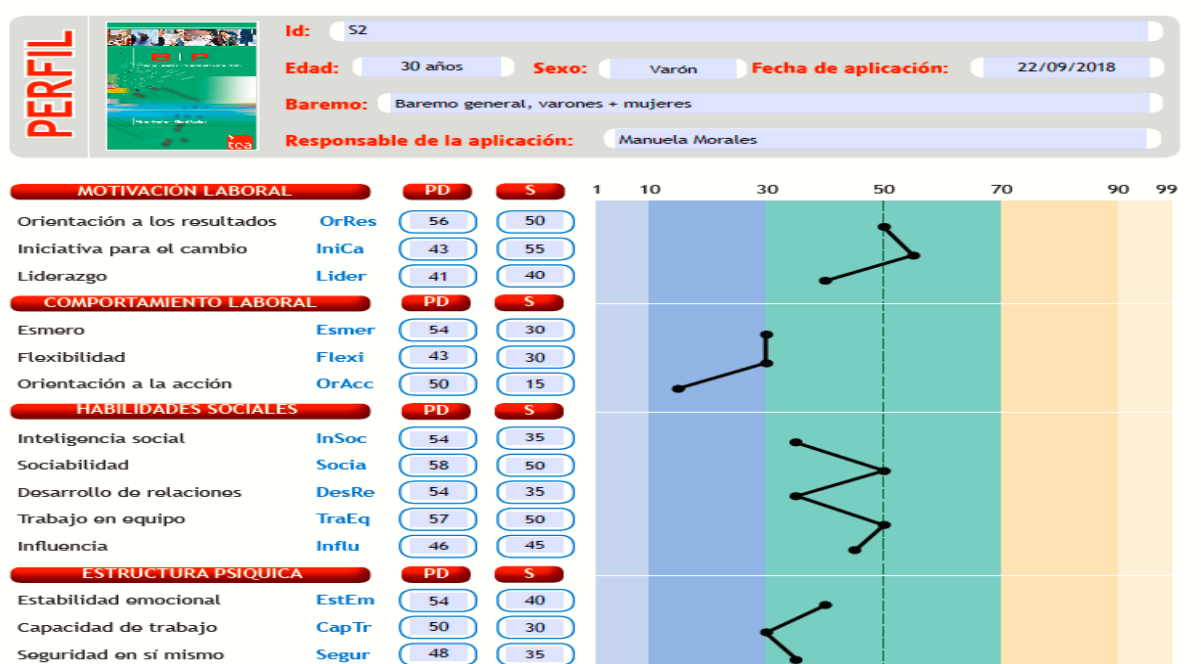 PERFIL
tea
Id: S2
Edad: 30 años Sexo: Varón Fecha de aplicación: 22/09/2018
Baremo: Baremo general, varones + mujeres
Responsable de la aplicación: Manuela Morales
MOTIVACIÓN LABORAL PD S 1 10 30 50 70 90 99
Orientación a los resultados OrRes 56 50
Iniciativa para el cambio IniCa 43 55
Liderazgo Lider 41 40
COMPORTAMIENTO LABORAL PD S
Esmero Esmer 54 30
Flexibilidad Flexi 43 30
Orientación a la acción OrAcc 50 15
HABILIDADES SOCIALES PD S
Inteligencia social InSoc 54 35
Sociabilidad Socia 58 50
Desarrollo de relaciones DesRe 54 35
Trabajo en equipo TraEq 57 50
Influencia Influ 46 45
ESTRUCTURA PSIQUICA PD S
Estabilidad emocional EstEm 54 40
Capacidad de trabajo CapTr 50 30
Seguridad en sí mismo Segur 48 35